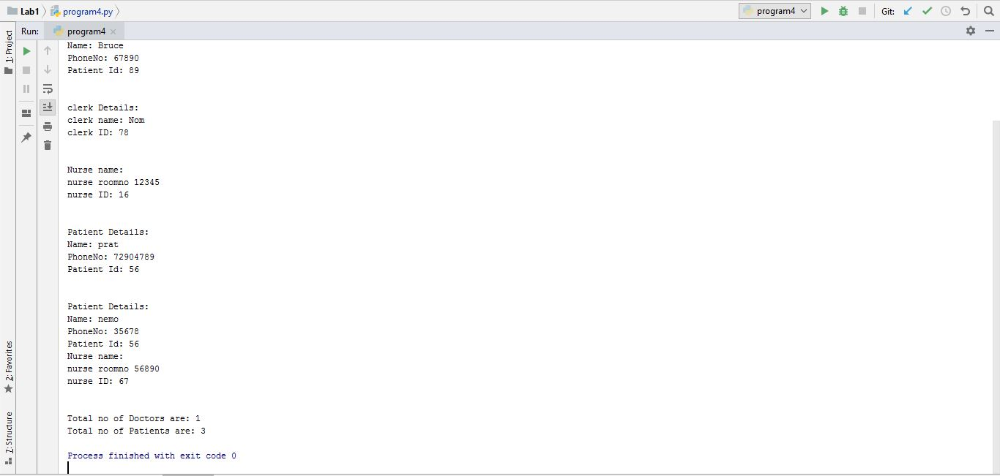 Lab1 program4.py program4 Git:
Run: program4
1: Project
Name: Bruce
PhoneNo: 67890
Patient Id: 89
clerk Details:
clerk name: Nom
clerk ID: 78
Nurse name:
nurse roomno 12345
nurse ID: 16
Patient Details:
Name: prat
PhoneNo: 72904789
Patient Id: 56
Patient Details:
Name: nemo
PhoneNo: 35678
Patient Id: 56
Nurse name:
nurse roomno 56890
nurse ID: 67
2: Favorites
Total no of Doctors are: 1
Total no of Patients are: 3
7: Structure
Process finished with exit code 0